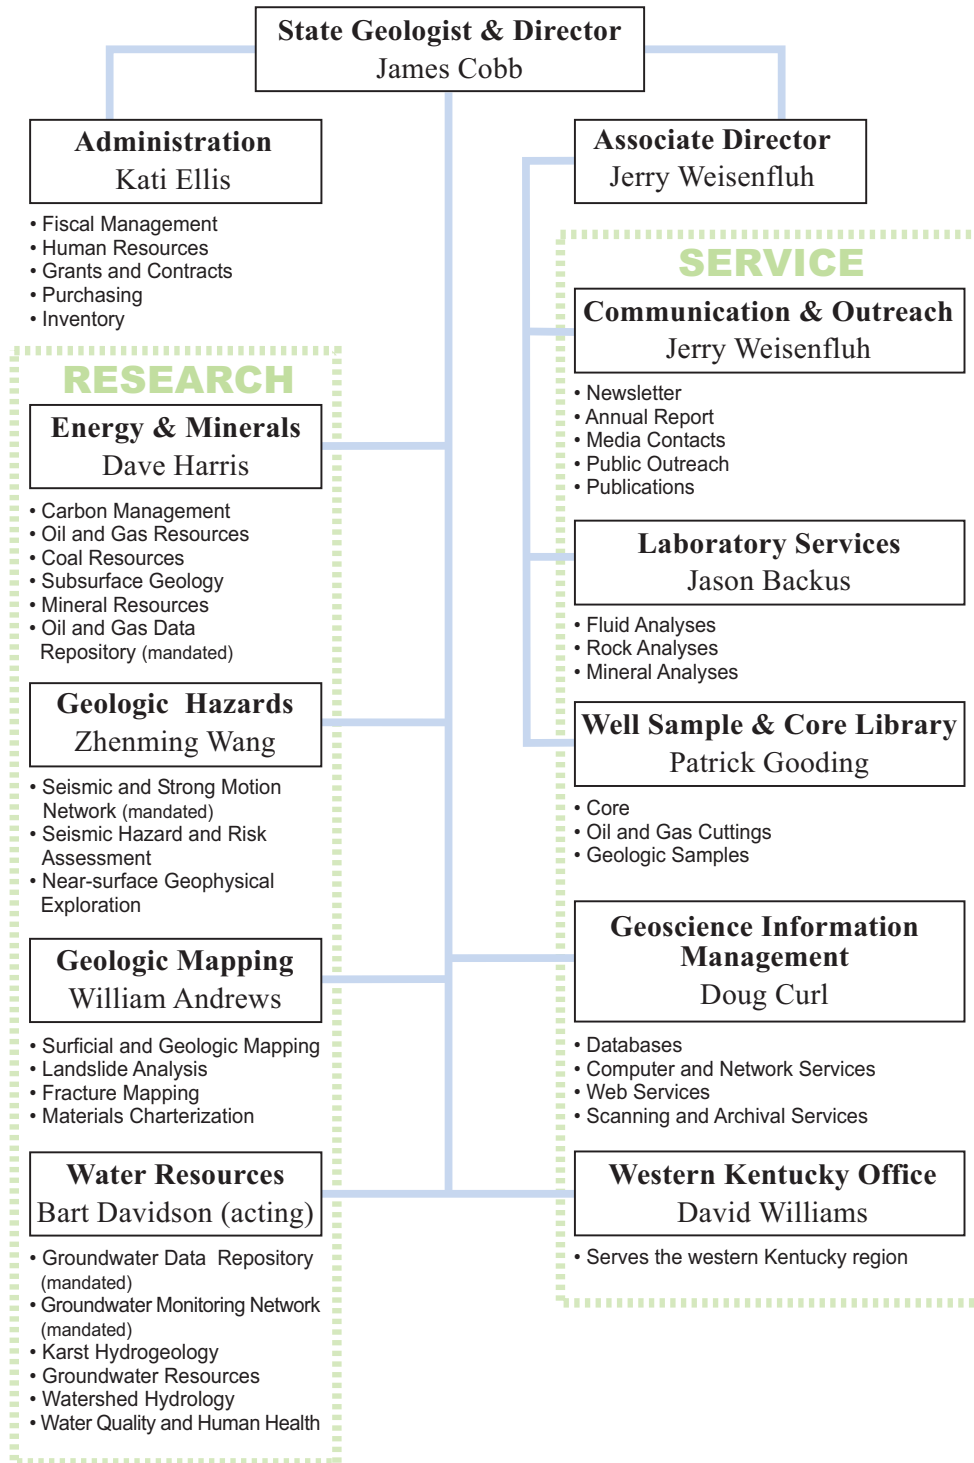 State Geologist & Director
James Cobb
Administration
Kati Ellis
• Fiscal Management
• Human Resources
• Grants and Contracts
• Purchasing
• Inventory
RESEARCH
Energy & Minerals
Dave Harris
• Carbon Management
• Oil and Gas Resources
• Coal Resources
• Subsurface Geology
• Mineral Resources
• Oil and Gas Data
Repository (mandated)
Geologic Hazards
Zhenming Wang
• Seismic and Strong Motion
Network (mandated)
• Seismic Hazard and Risk
Assessment
• Near-surface Geophysical
Exploration
Geologic Mapping
William Andrews
• Surficial and Geologic Mapping
• Landslide Analysis
• Fracture Mapping
• Materials Charterization
Water Resources
Bart Davidson (acting)
• Groundwater Data Repository
(mandated)
• Groundwater Monitoring Network
(mandated)
• Karst Hydrogeology
• Groundwater Resources
• Watershed Hydrology
• Water Quality and Human Health
Associate Director
Jerry Weisenfluh
SERVICE
Communication & Outreach
Jerry Weisenfluh
• Newsletter
• Annual Report
• Media Contacts
• Public Outreach
• Publications
Laboratory Services
Jason Backus
• Fluid Analyses
• Rock Analyses
• Mineral Analyses
Well Sample & Core Library
Patrick Gooding
• Core
• Oil and Gas Cuttings
• Geologic Samples
Geoscience Information
Management
Doug Curl
• Databases
• Computer and Network Services
• Web Services
• Scanning and Archival Services
Western Kentucky Office
David Williams
• Serves the western Kentucky region